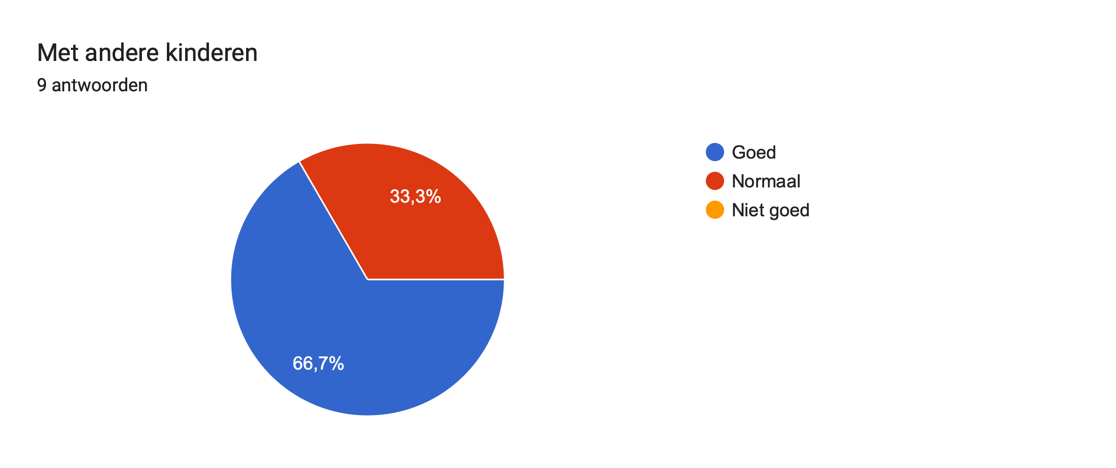 Met andere kinderen
9 antwoorden
33,3%
66,7%
Goed
Normaal
Niet goed